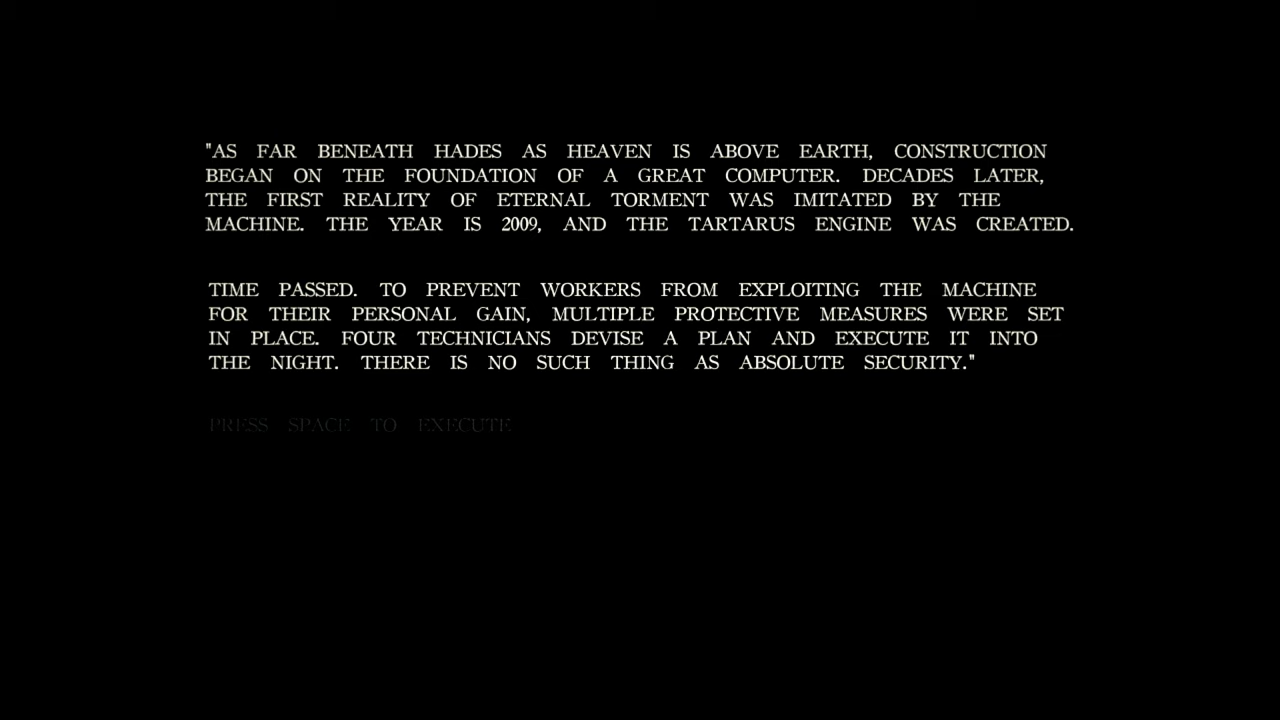 "AS FAR BENEATH HADES AS HEAVEN IS ABOVE EARTH, CONSTRUCTION
BEGAN ON THE FOUNDATION OF A GREAT COMPUTER. DECADES LATER,
THE FIRST REALITY OF ETERNAL TORMENT WAS IMITATED BY THE
MACHINE. THE YEAR IS 2009, AND THE TARTARUS ENGINE WAS CREATED.
TIME PASSED. TO PREVENT WORKERS FROM EXPLOITING THE MACHINE
FOR THEIR PERSONAL GAIN, MULTIPLE PROTECTIVE MEASURES WERE SET
IN PLACE. FOUR TECHNICIANS DEVISE A PLAN AND EXECUTE IT INTO
THE NIGHT. THERE IS NO SUCH THING AS ABSOLUTE SECURITY."
PRESS SPACE TO EXECUTE